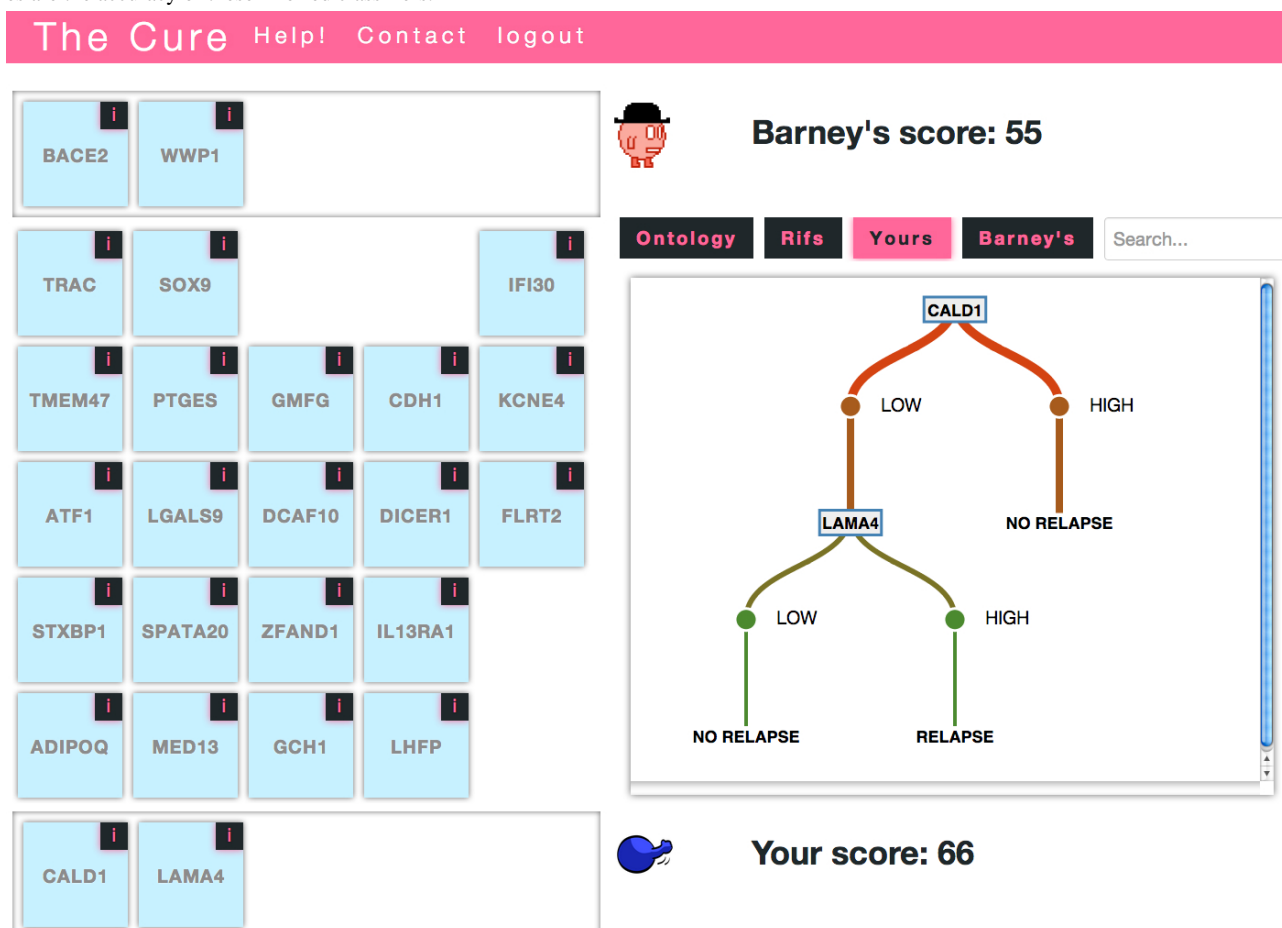 The Cure Help! Contact logout
i i
BACE2 WWP1
Barney's score: 55
Ontology Rifs Yours Barney's Search...
i i i
TRAC SOX9 IFI30
i i i i i
TMEM47 PTGES GMFG CDH1 KCNE4
i i i i i
ATF1 LGALS9 DCAF10 DICER1 FLRT2
i i i i
STXBP1 SPATA20 ZFAND1 IL13RA1
i i i i
ADIPOQ MED13 GCH1 LHFP
CALD1
LOW HIGH
LAMA4 NO RELAPSE
LOW HIGH
NO RELAPSE RELAPSE
i i
CALD1 LAMA4
Your score: 66